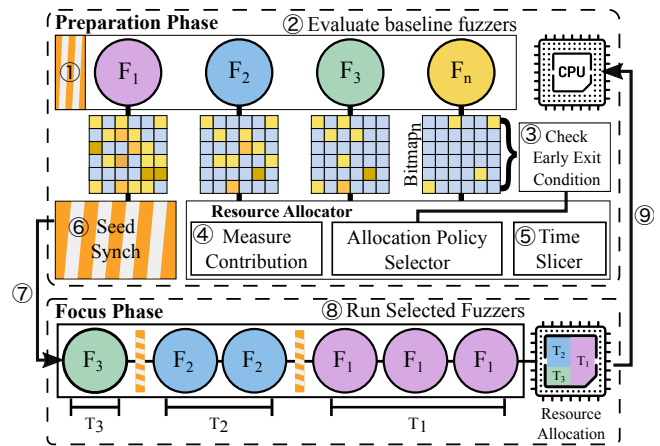 Preparation Phase
② Evaluate baseline fuzzers
①
F1
F2
F3
Fn
CPU
Bitmapn
③ Check
Early Exit
Condition
⑥ Seed
Synch
Resource Allocator
④ Measure
Contribution
Allocation Policy
Selector
⑤ Time
Slicer
⑦
⑨
Focus Phase
⑧ Run Selected Fuzzers
F3
F2
F2
F1
F1
F1
T2
T1
T3
T3
T2
T1
Resource
Allocation